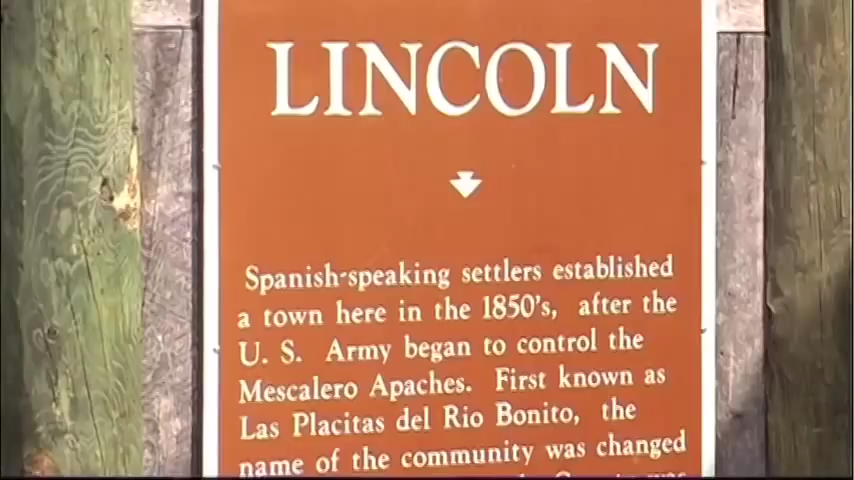 LINCOLN
Spanish-speaking settlers established
a town here in the 1850's, after the
U. S. Army began to control the
Mescalero Apaches. First known as
Las Placitas del Rio Bonito, the
name of the community was changed